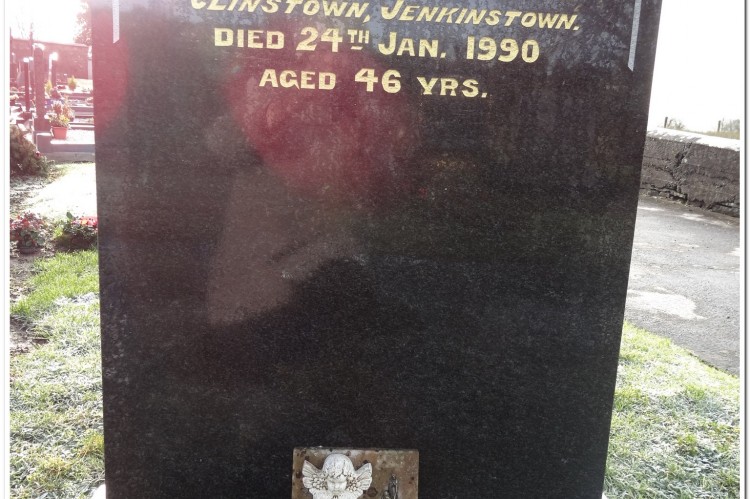 Clinstown, Jenkinstown.
DIED 24TH JAN. 1990
AGED 46 YRS.